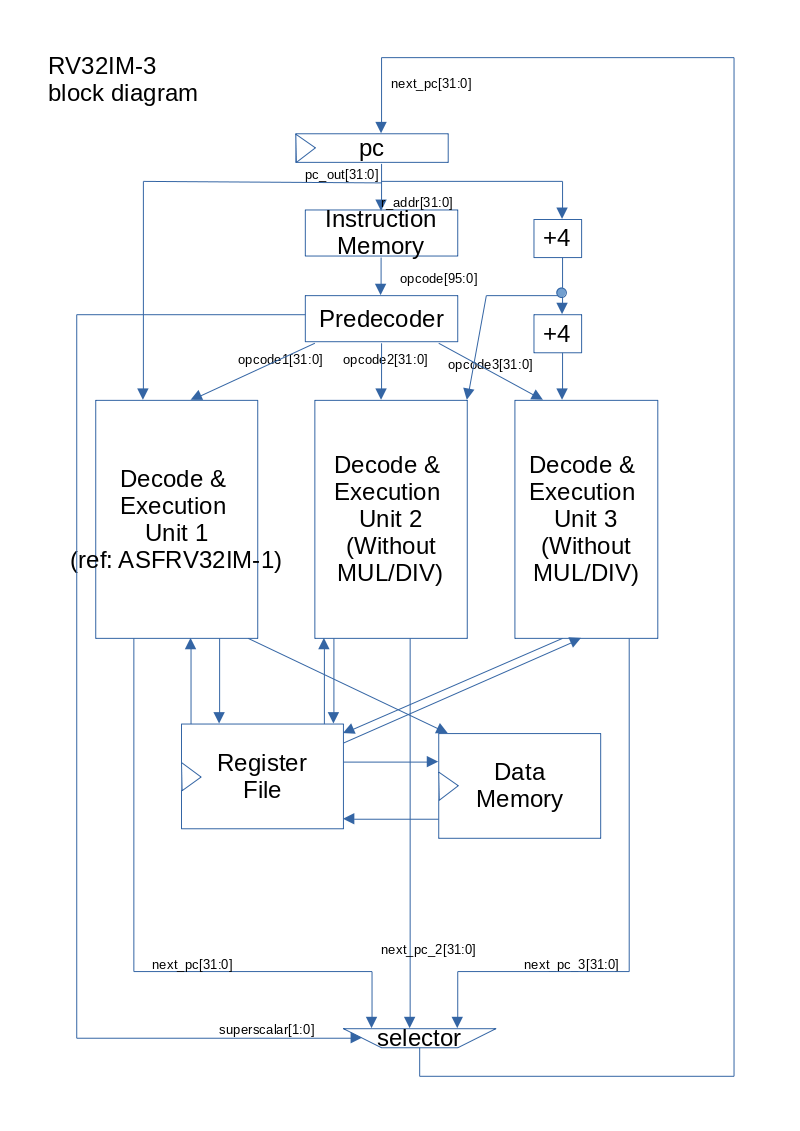 RV32IM-3
block diagram
next_pc[31:0]
pc
pc_out[31:0]
r_addr[31:0]
Instruction
Memory
+4
opcode[95:0]
Predecoder
+4
opcode1[31:0]
opcode2[31:0]
opcode3[31:0]
Decode &
Execution
Unit 1
(ref: ASFRV32IM-1)
Decode &
Execution
Unit 2
(Without
MUL/DIV)
Decode &
Execution
Unit 3
(Without
MUL/DIV)
Register
File
Data
Memory
next_pc[31:0]
next_pc_2[31:0]
next_pc_3[31:0]
superscalar[1:0]
selector